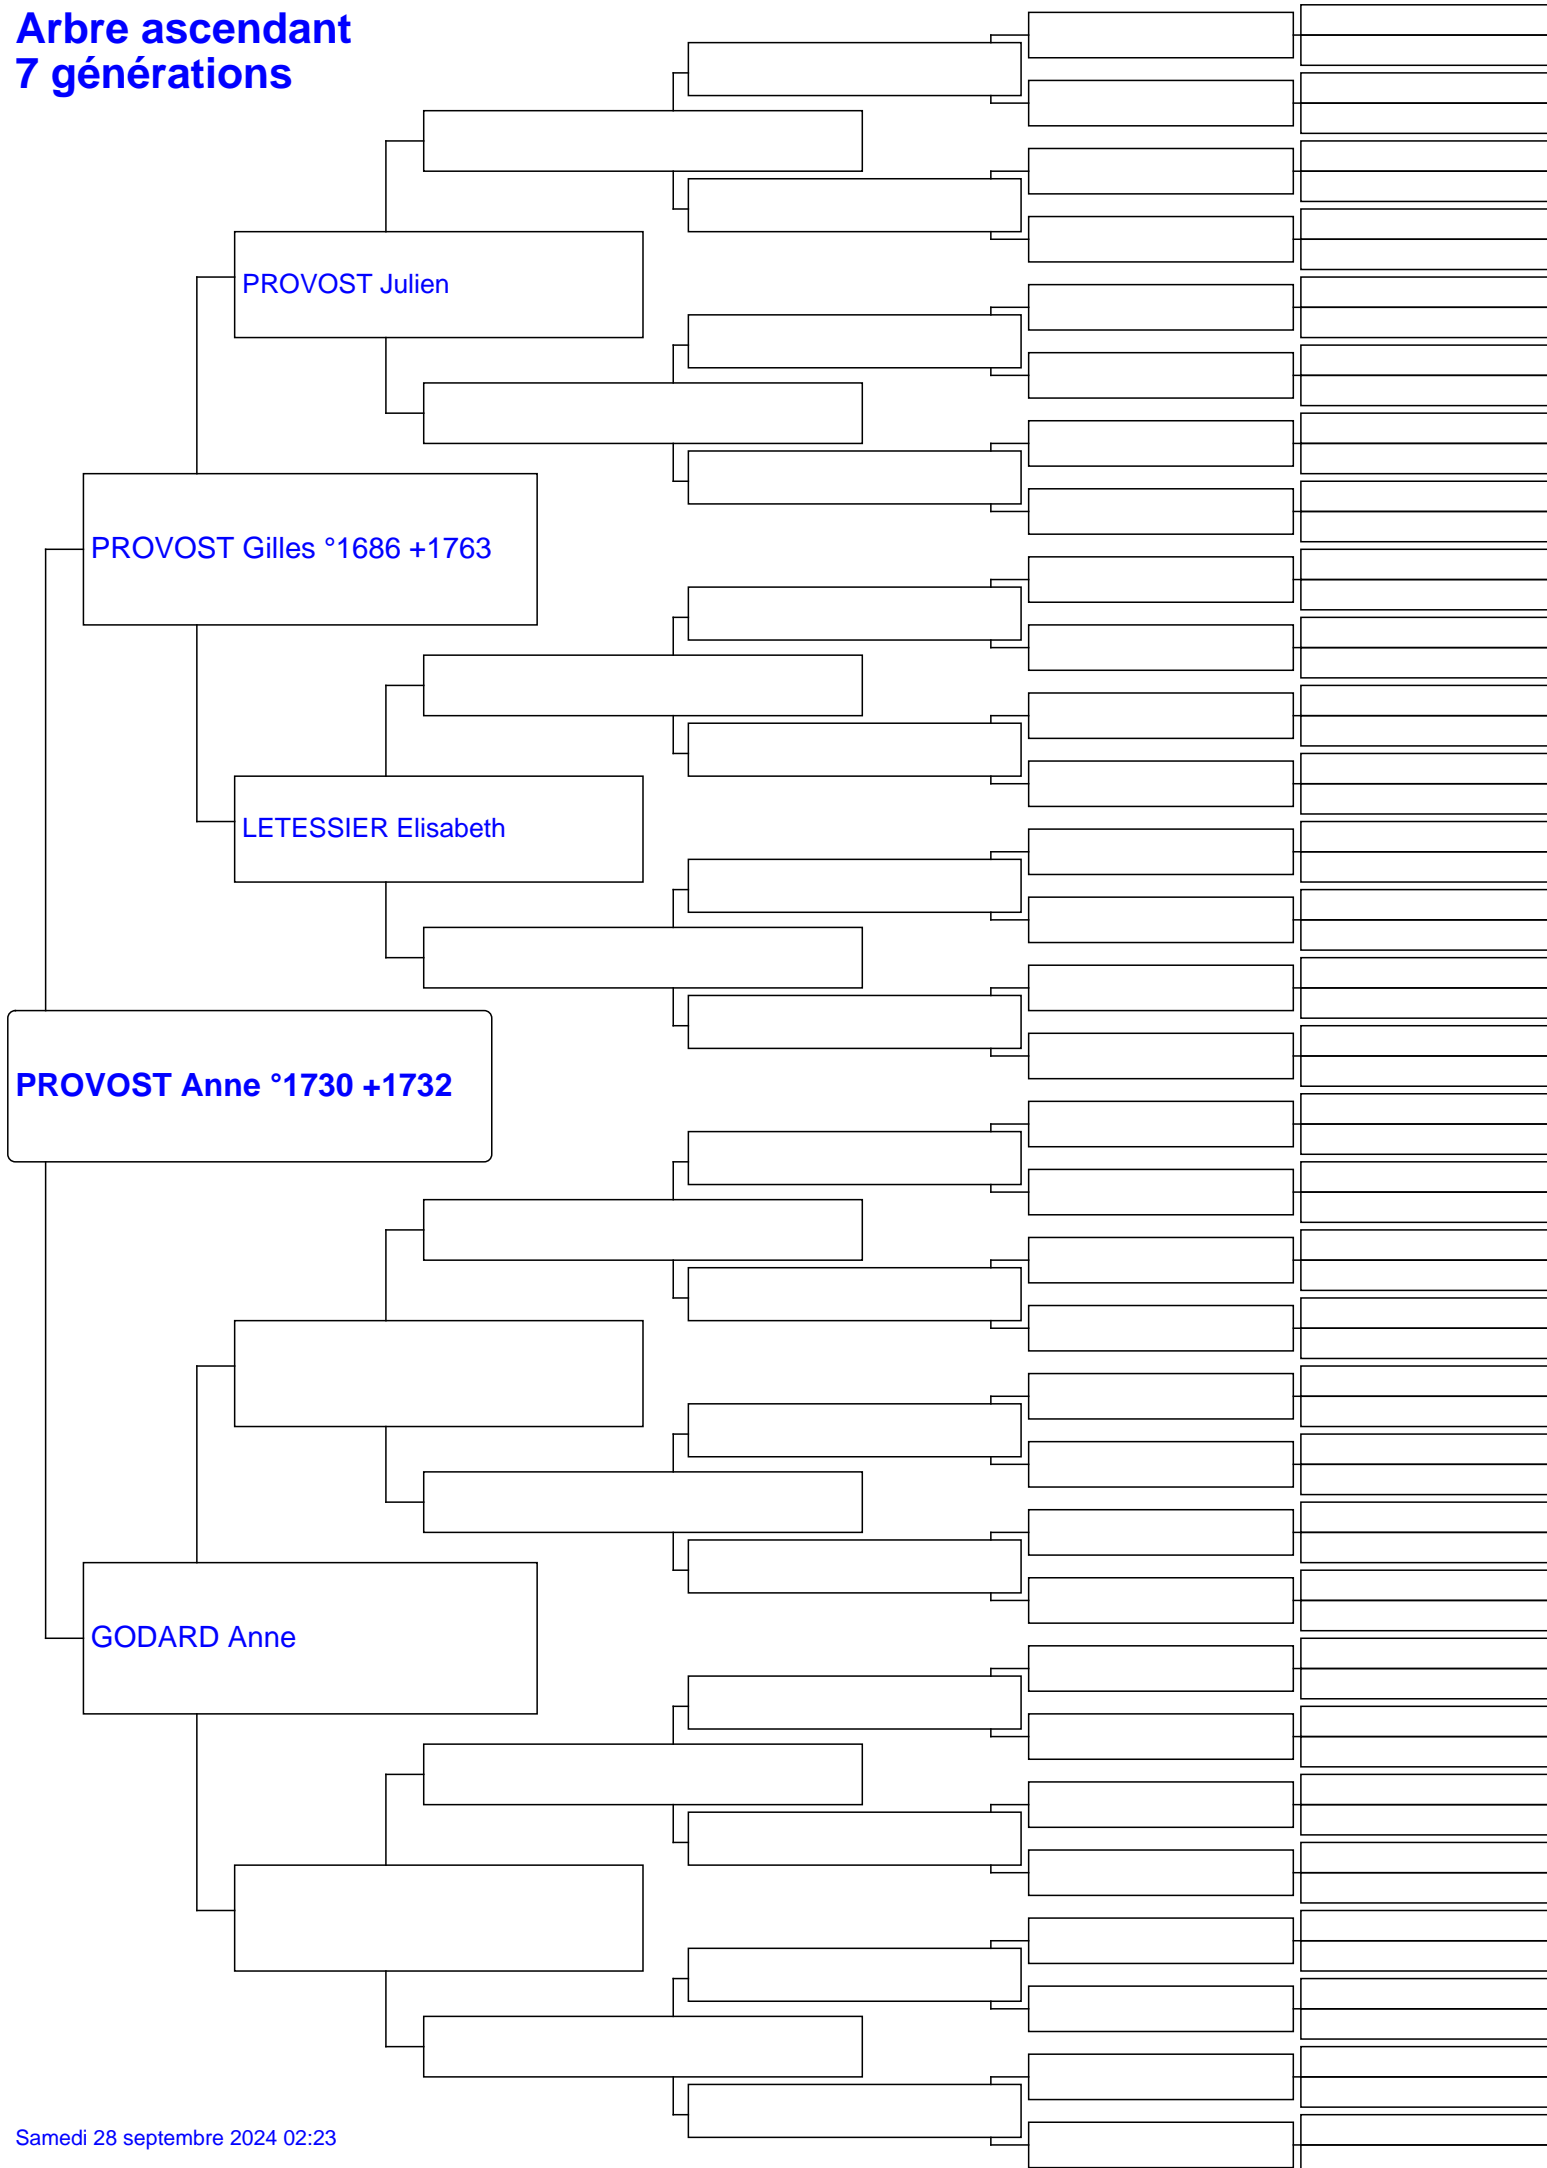 Arbre ascendant
7 générations
PROVOST Julien
PROVOST Gilles °1686 +1763
LETESSIER Elisabeth
PROVOST Anne °1730 +1732
GODARD Anne
Samedi 28 septembre 2024 02:23